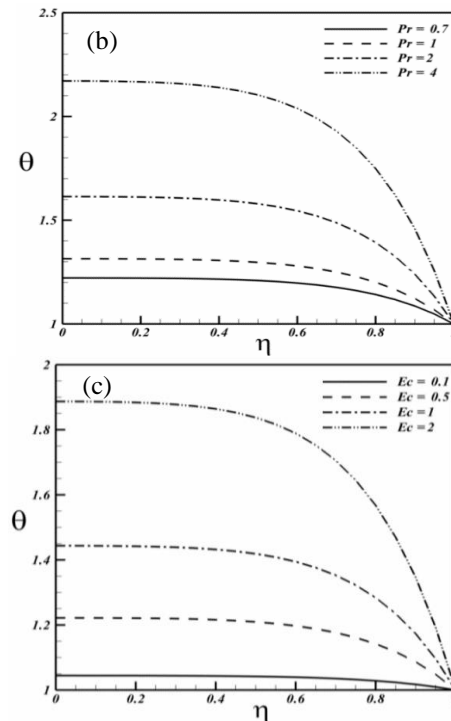 (b)
Pr = 0.7
Pr = 1
Pr = 2
Pr = 4
2.5
2
1.5
1
θ
0
0.2
0.4
0.6
0.8
η
(c)
Ec = 0.1
Ec = 0.5
Ec = 1
Ec = 2
2
1.8
1.6
1.4
1.2
1
θ
0
0.2
0.4
0.6
0.8
η